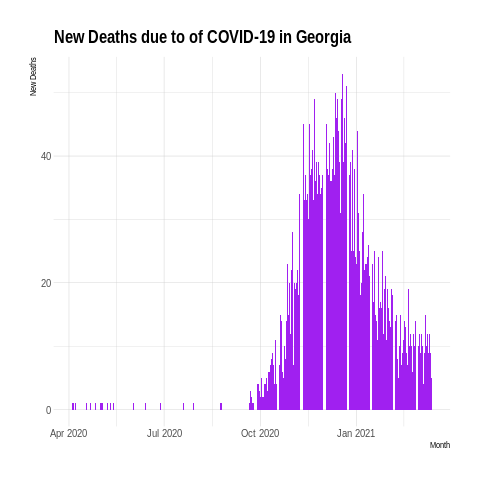 New Deaths due to of COVID-19 in Georgia
New Deaths
40
20
0
Apr 2020
Jul 2020
Oct 2020
Jan 2021
Month